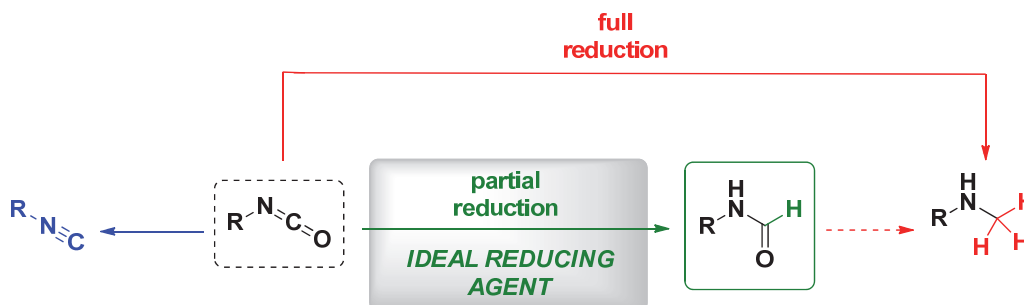 full
reduction
partial
reduction
IDEAL REDUCING
AGENT
R N C
R N C O
R H N H O
R H N H H H